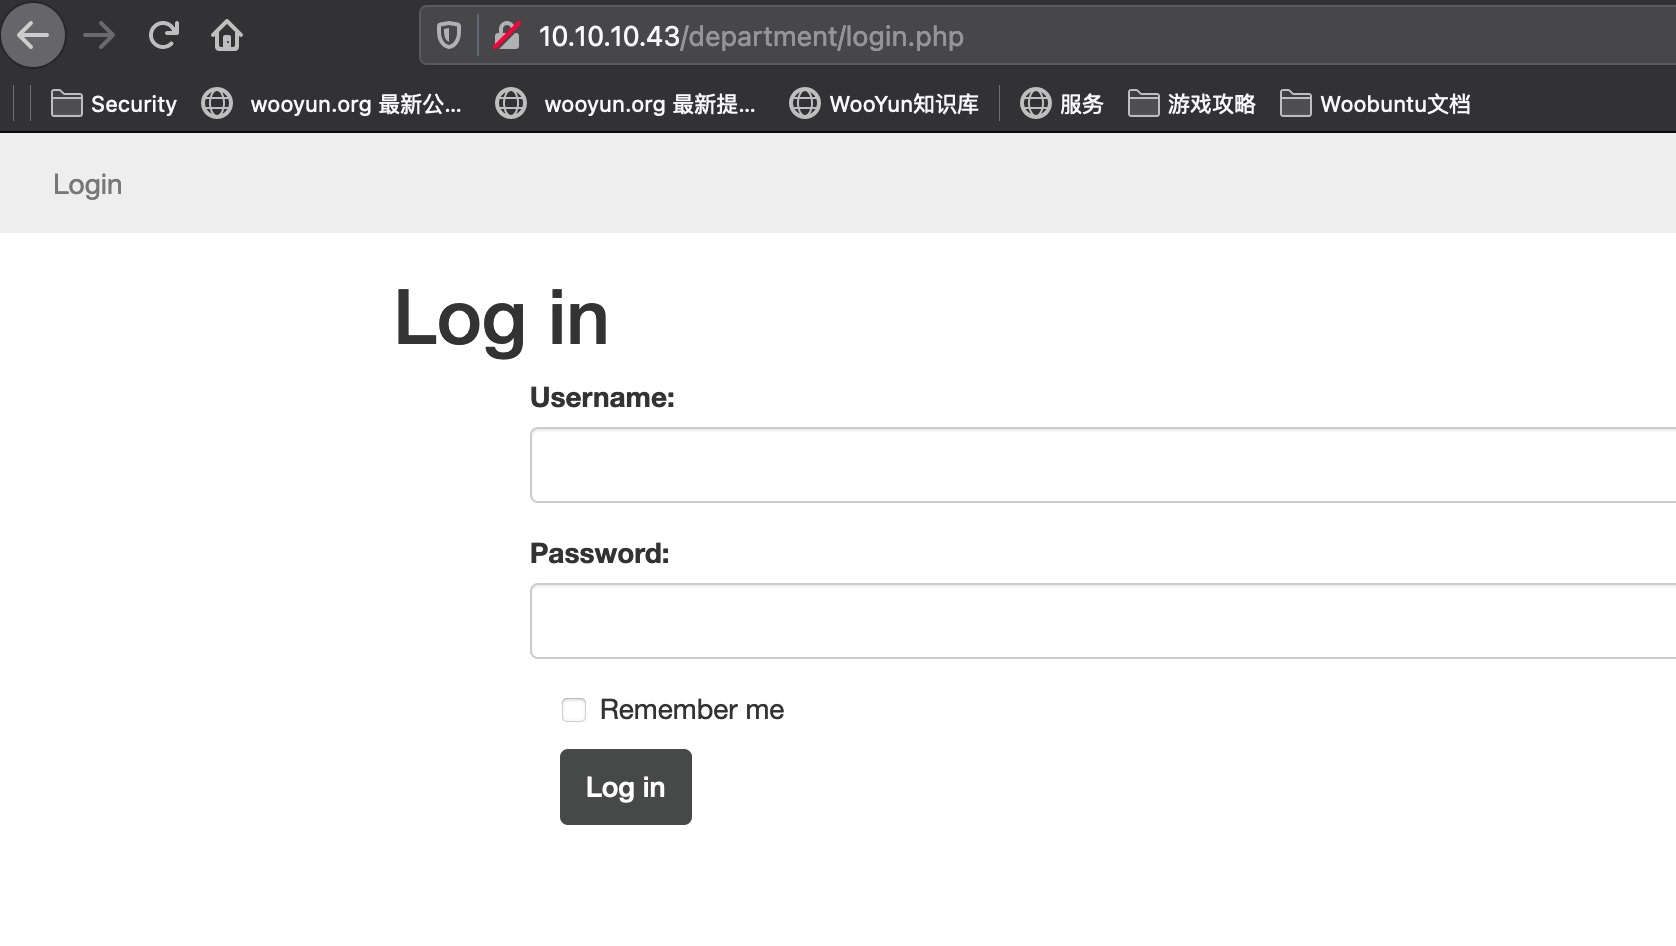 10.10.10.43/department/login.php
Security wooyun.org 最新公... wooyun.org 最新提... WooYun知识库 服务 游戏攻略 Woobuntu文档
Login
Log in
Username:
Password:
Remember me
Log in